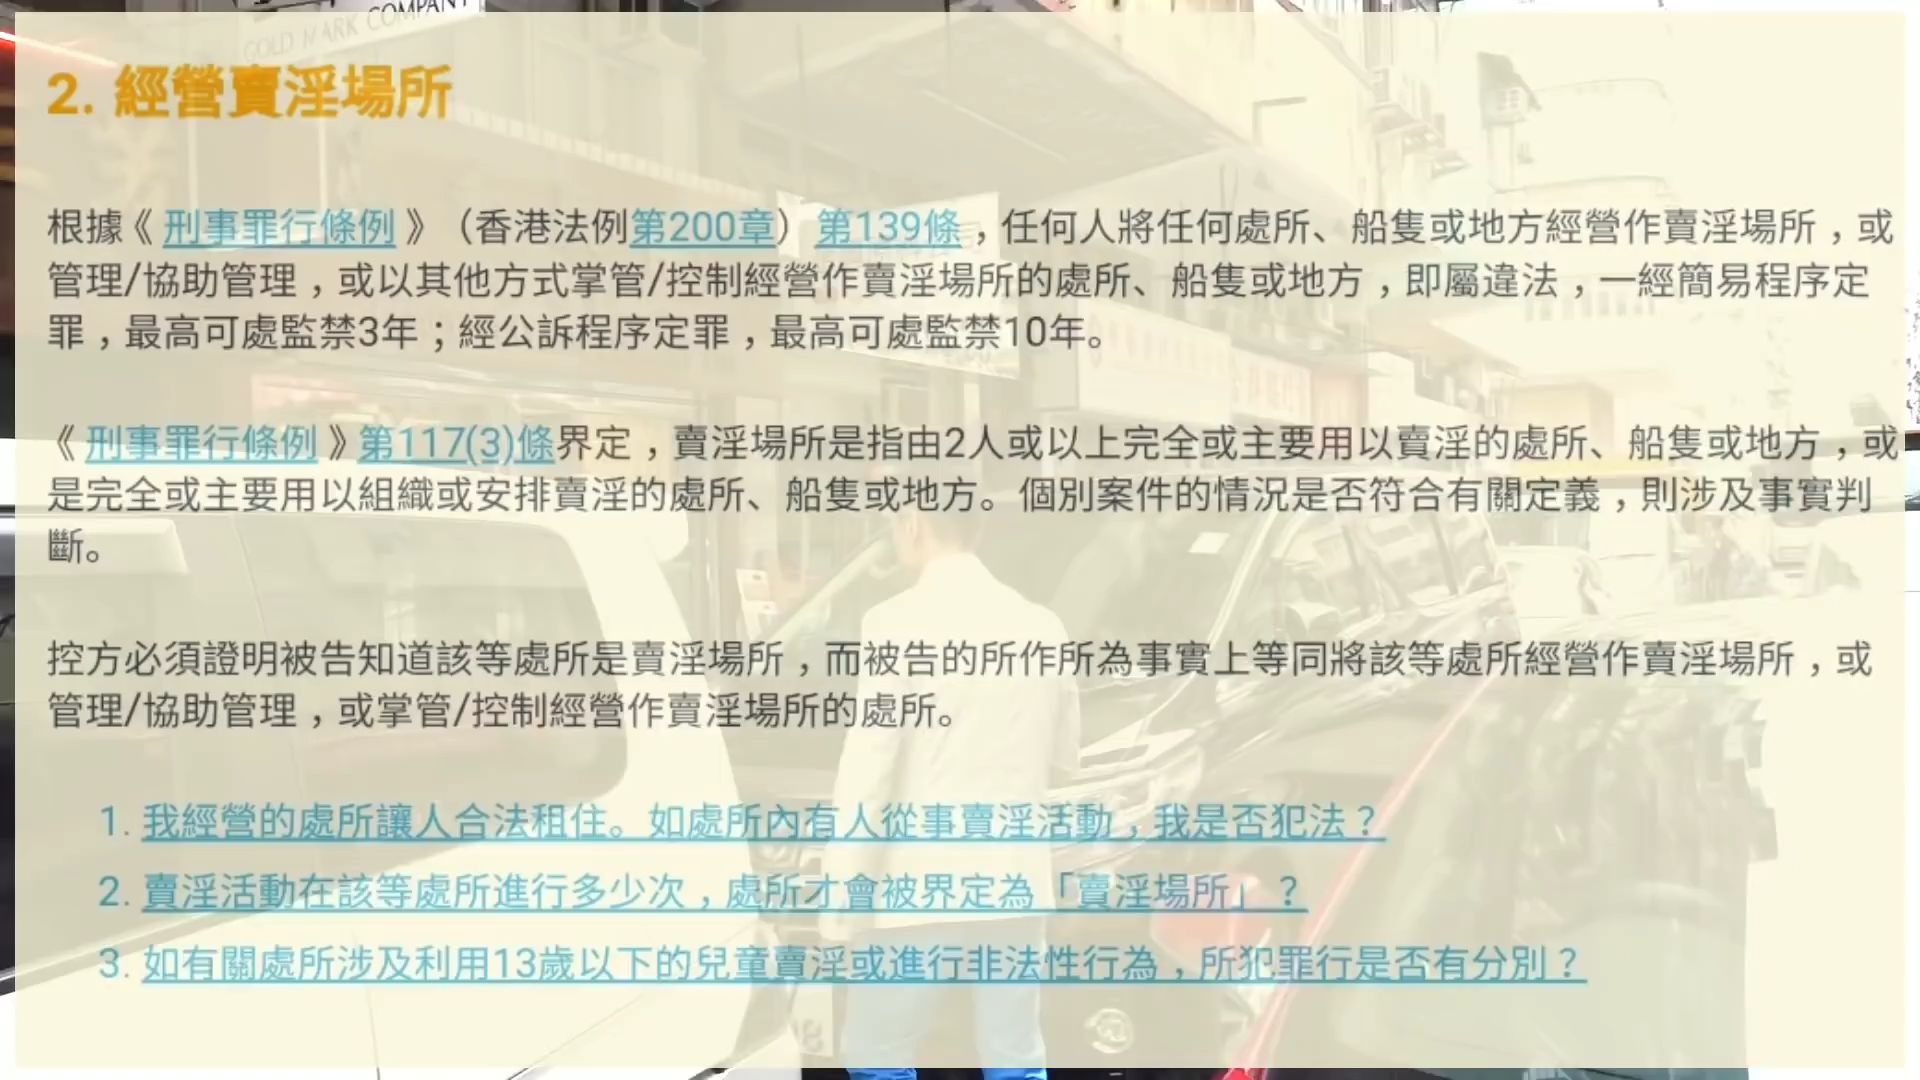 GOLD MARK COMPANY
2. 經營賣淫場所
根據《刑事罪行條例》（香港法例第200章）第139條，任何人將任何處所、船隻或地方經營作賣淫場所，或
管理/協助管理，或以其他方式掌管/控制經營作賣淫場所的處所、船隻或地方，即屬違法，一經簡易程序定
罪，最高可處監禁3年；經公訴程序定罪，最高可處監禁10年。
《刑事罪行條例》第117(3)條界定，賣淫場所是指由2人或以上完全或主要用以賣淫的處所、船隻或地方，或
是完全或主要用以組織或安排賣淫的處所、船隻或地方。個別案件的情況是否符合有關定義，則涉及事實判
斷。
控方必須證明被告知道該等處所是賣淫場所，而被告的所作所為事實上等同將該等處所經營作賣淫場所，或
管理/協助管理，或掌管/控制經營作賣淫場所的處所。
1. 我經營的處所讓人合法租住。如處所內有人從事賣淫活動，我是否犯法？
2. 賣淫活動在該等處所進行多少次，處所才會被界定為「賣淫場所」？
3. 如有關處所涉及利用13歲以下的兒童賣淫或進行非法性行為，所犯罪行是否有分別？